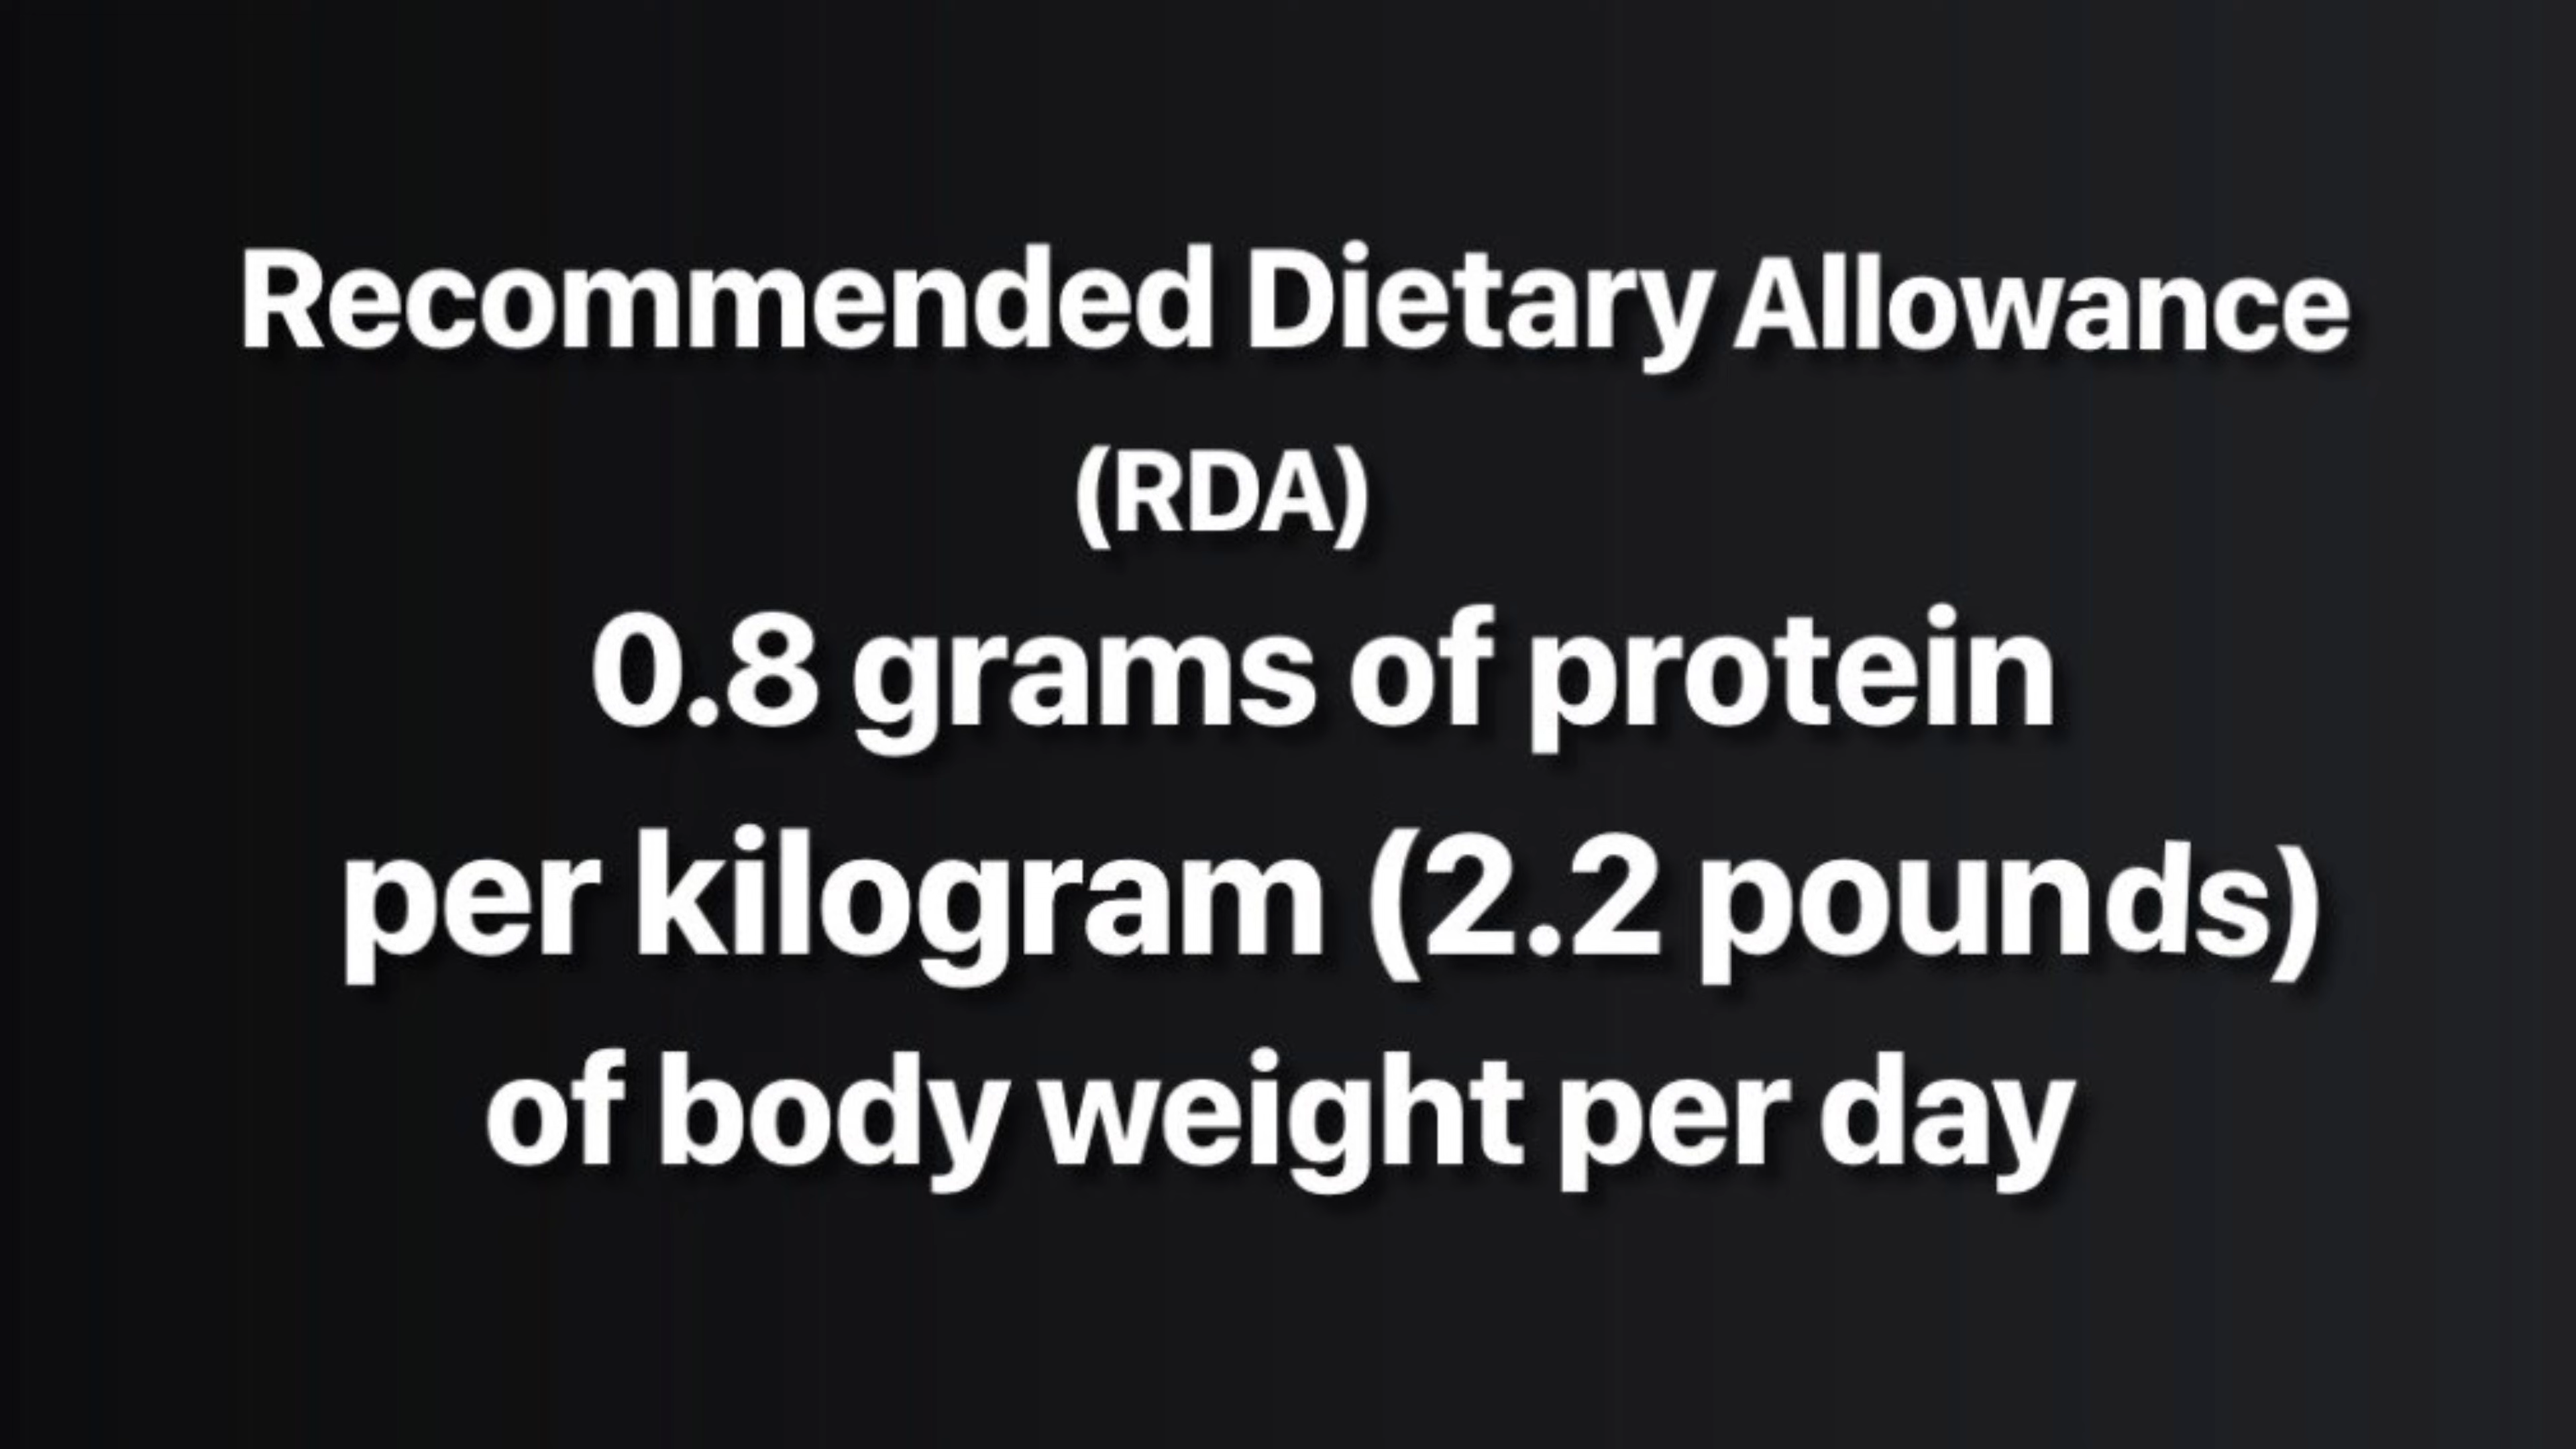 Recommended Dietary Allowance
(RDA)
0.8 grams of protein
per kilogram (2.2 pounds)
of body weight per day